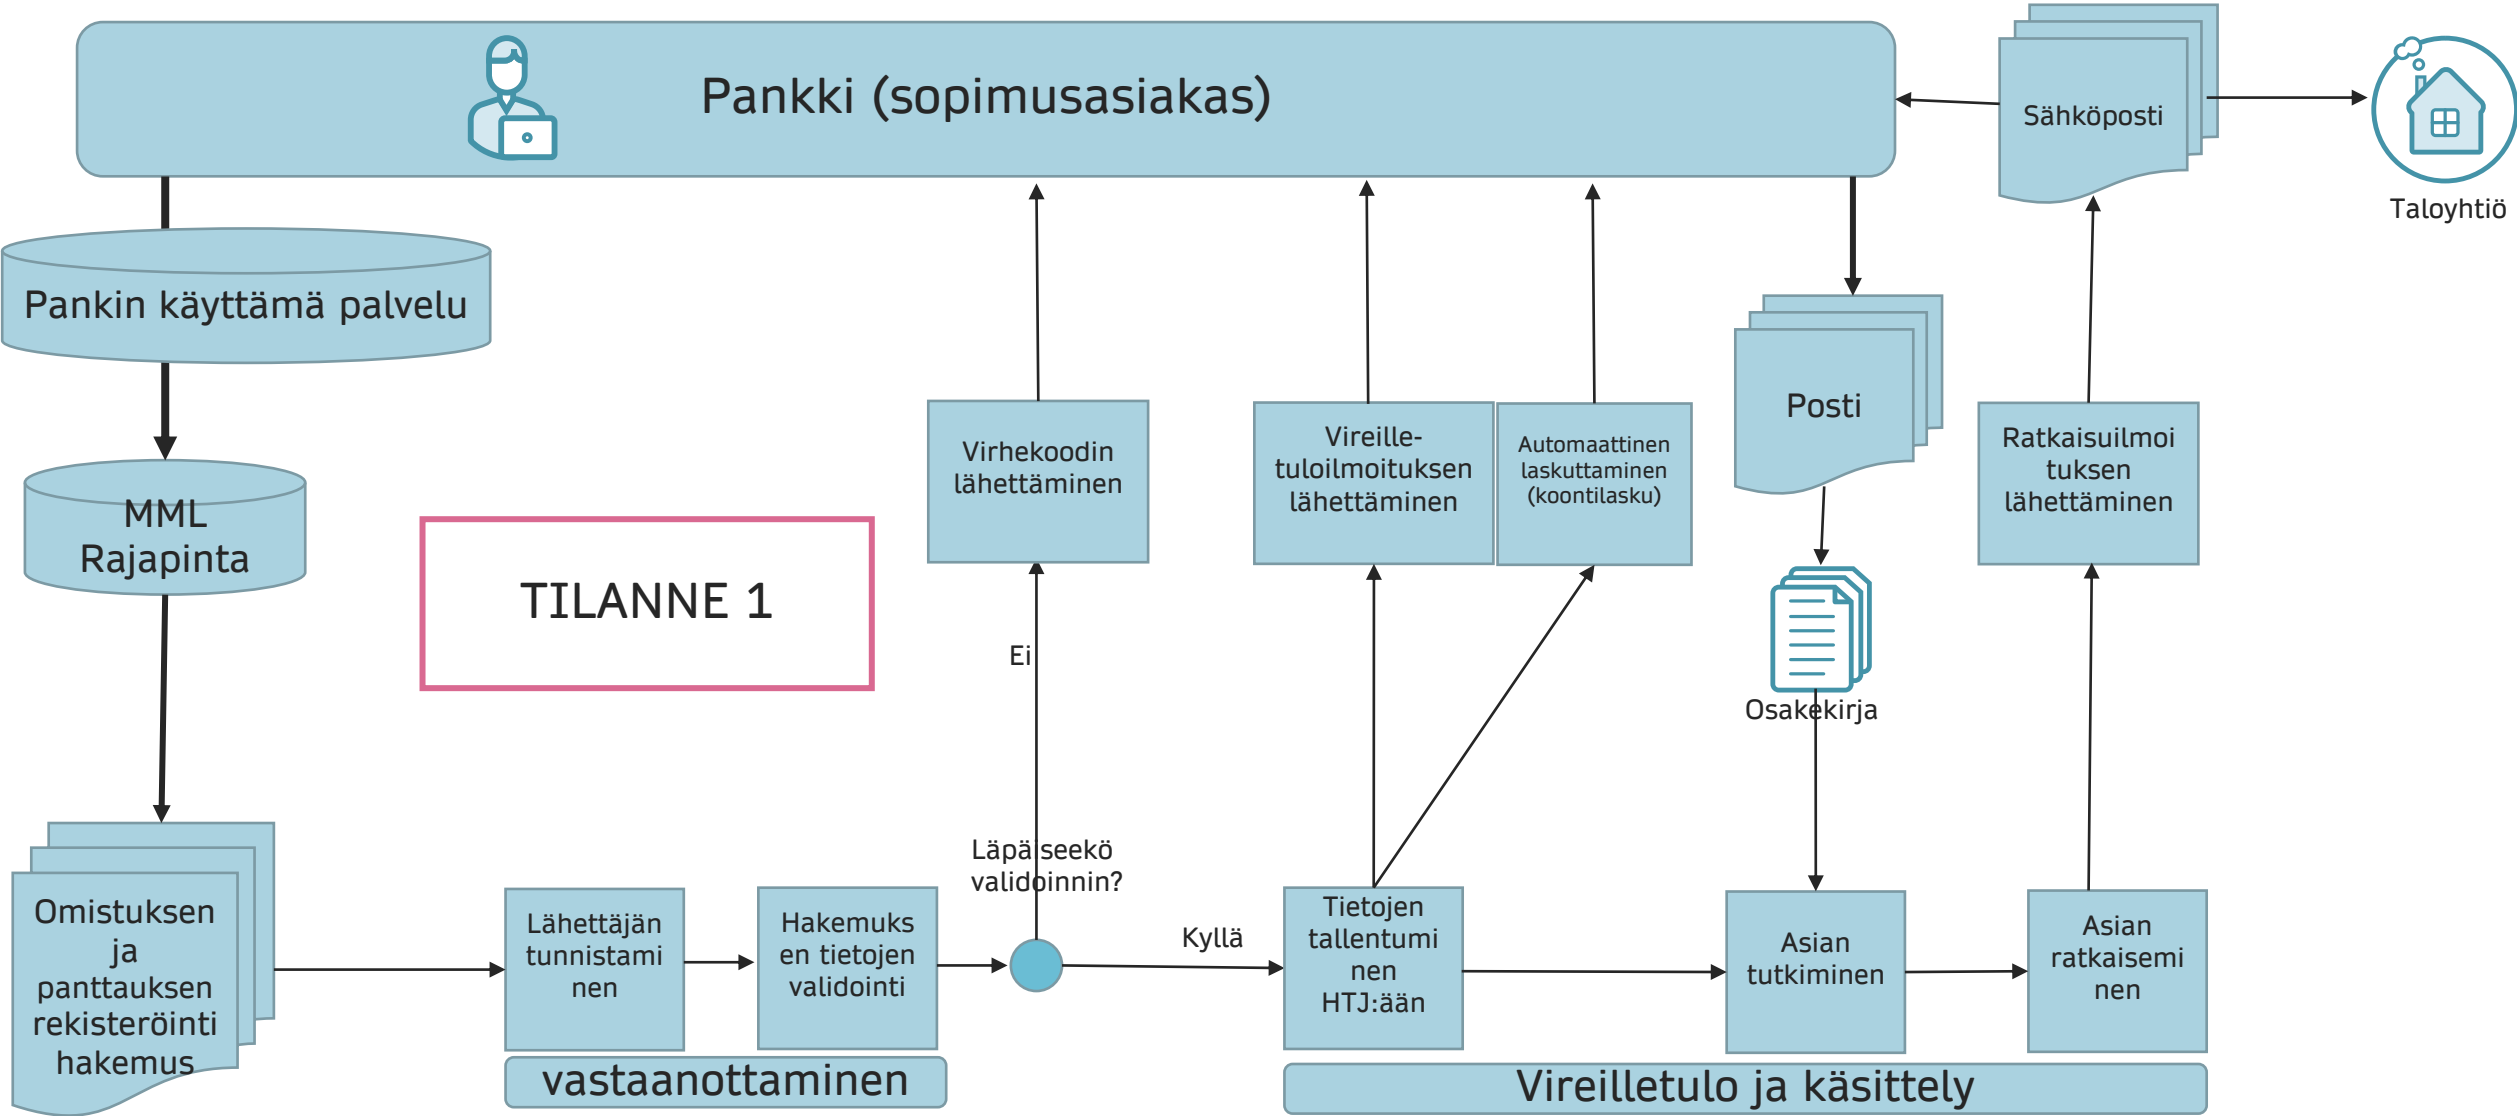 Pankki (sopimusasiakas)
Sähköposti
Taloyhtiö
Pankin käyttämä palvelu
MML
Rajapinta
TILANNE 1
Virhekoodin
lähettäminen
Vireille-
tuloilmoituksen
lähettäminen
Automaattinen
laskuttaminen
(koontilasku)
Posti
Ratkaisuilmoi
tuksen
lähettäminen
Ei
Osakekirja
Läpäiseekö
validoinnin?
Omistuksen
ja
panttauksen
rekisteröinti
hakemus
Lähettäjän
tunnistami
nen
Hakemuks
en tietojen
validointi
Kyllä
Tietojen
tallentumi
nen
HTJ:ään
Asian
tutkiminen
Asian
ratkaisemi
nen
vastaanottaminen
Vireilletulo ja käsittely